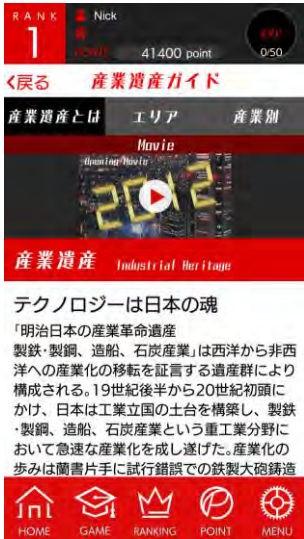 RANK
1
Nick
POINT 41400 point
0/50
戻る 産業遺産ガイド
産業遺産とは エリア 産業別
Movie
Opening Movie
2012
産業遺産 Industrial Heritage
テクノロジーは日本の魂
「明治日本の産業革命遺産
製鉄・製鋼、造船、石炭産業」は西洋から非西
洋への産業化の移転を証言する遺産群により
構成される。19世紀後半から20世紀初頭に
かけ、日本は工業立国の土台を構築し、製鉄
・製鋼、造船、石炭産業という重工業分野に
おいて急速な産業化を成し遂げた。産業化の
歩みは蘭書片手に試行錯誤での鉄製大砲鋳造
HOME GAME RANKING POINT MENU